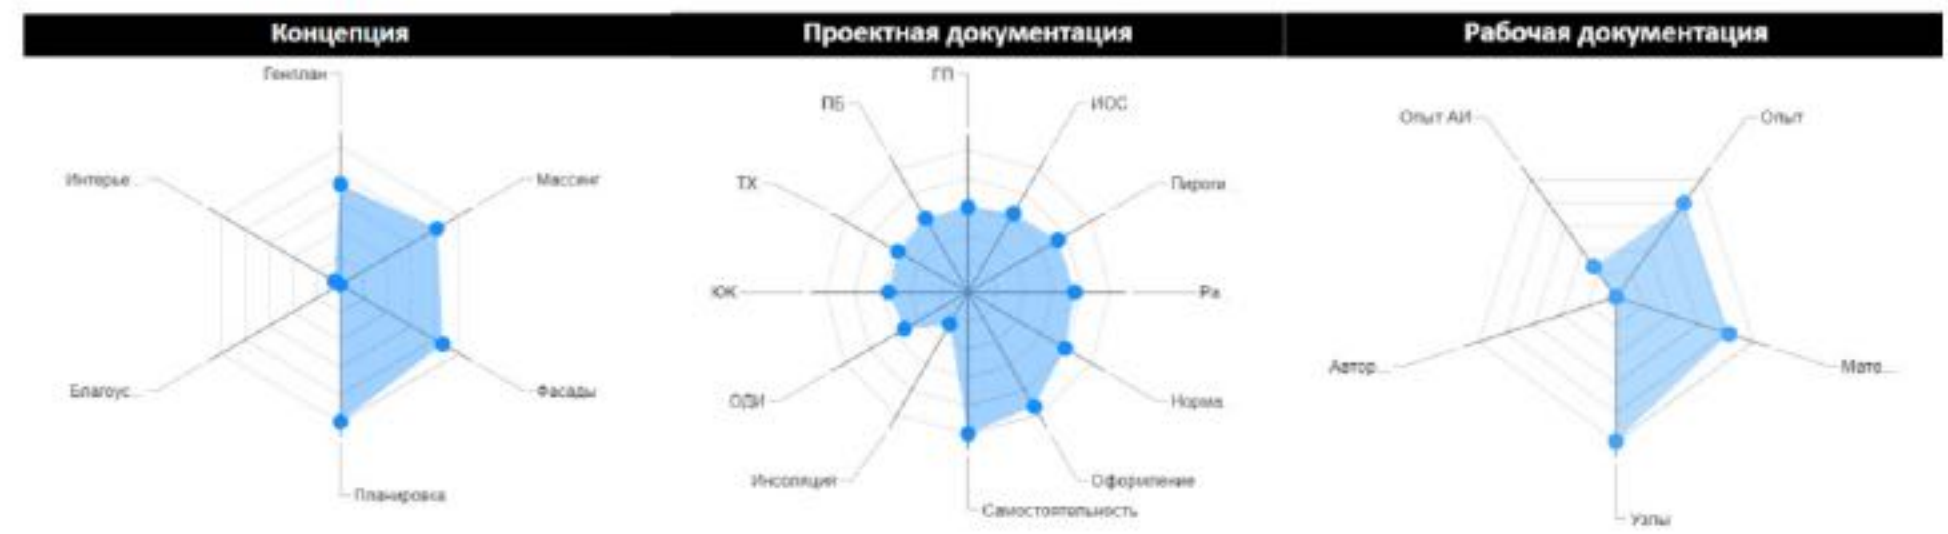 Концепция
Проектная документация
Рабочая документация
Генплан
Массинг
Фасады
Планировка
Благоус...
Интерье...
ГП
ИОС
Пироги
Ра
Норма
Оформление
Самостоятельность
Инсоляция
ОДИ
ЮК
ТХ
ПБ
Опыт АИ
Опыт
Мате...
Узлы
Автор...